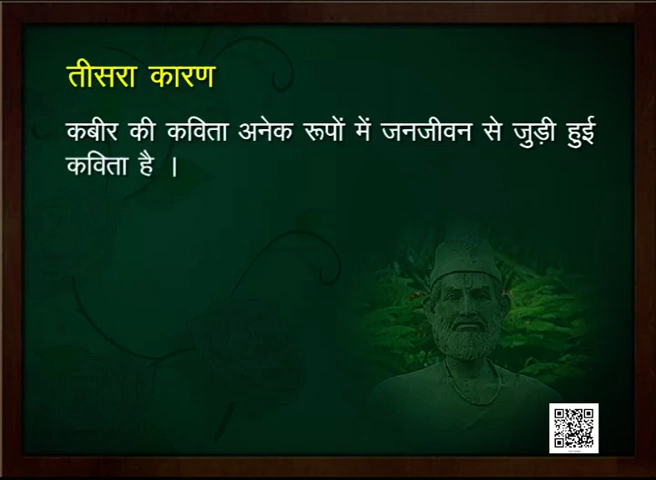 तीसरा कारण
कबीर की कविता अनेक रूपों में जनजीवन से जुड़ी हुई
कविता है ।